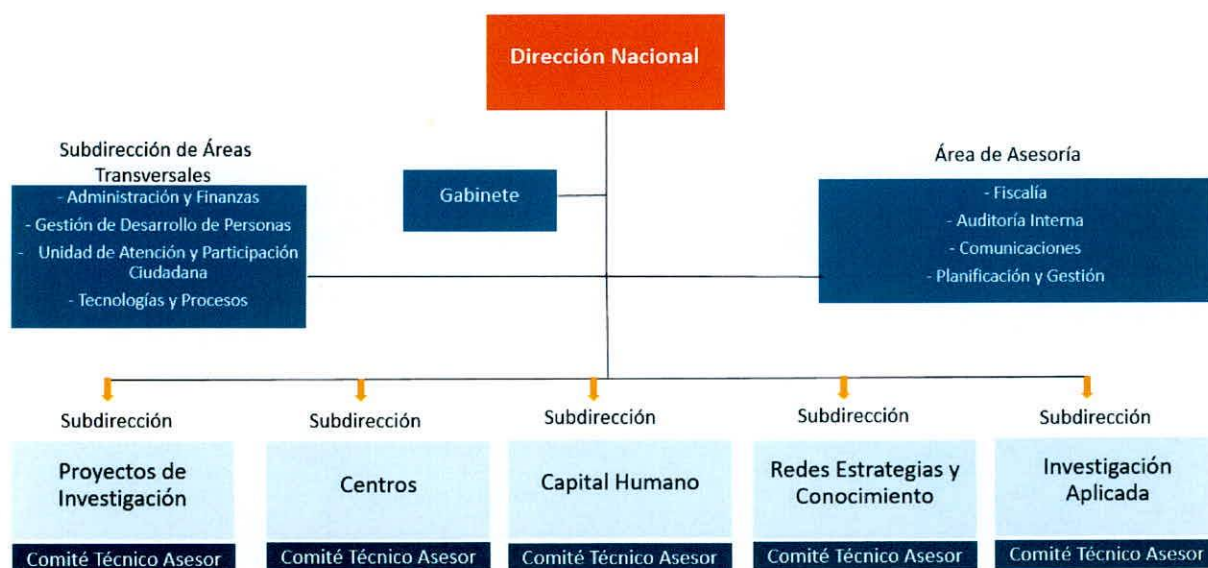 Dirección Nacional
Subdirección de Áreas
Transversales
- Administración y Finanzas
- Gestión de Desarrollo de Personas
- Unidad de Atención y Participación
Ciudadana
- Tecnologías y Procesos
Gabinete
Área de Asesoría
- Fiscalía
- Auditoría Interna
- Comunicaciones
- Planificación y Gestión
Subdirección
Proyectos de
Investigación
Comité Técnico Asesor
Subdirección
Centros
Comité Técnico Asesor
Subdirección
Capital Humano
Comité Técnico Asesor
Subdirección
Redes Estrategias y
Conocimiento
Comité Técnico Asesor
Subdirección
Investigación
Aplicada
Comité Técnico Asesor